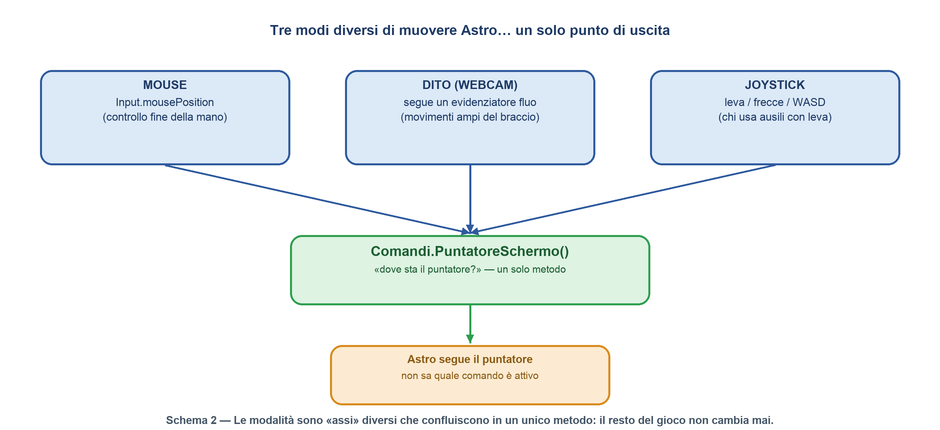 Tre modi diversi di muovere Astro… un solo punto di uscita
MOUSE
Input.mousePosition
(controllo fine della mano)
DITO (WEBCAM)
segue un evidenziatore fluo
(movimenti ampi del braccio)
JOYSTICK
leva / frecce / WASD
(chi usa ausili con leva)
Comandi.PuntatoreSchermo()
«dove sta il puntatore?» — un solo metodo
Astro segue il puntatore
non sa quale comando è attivo
Schema 2 — Le modalità sono «assi» diversi che confluiscono in un unico metodo: il resto del gioco non cambia mai.